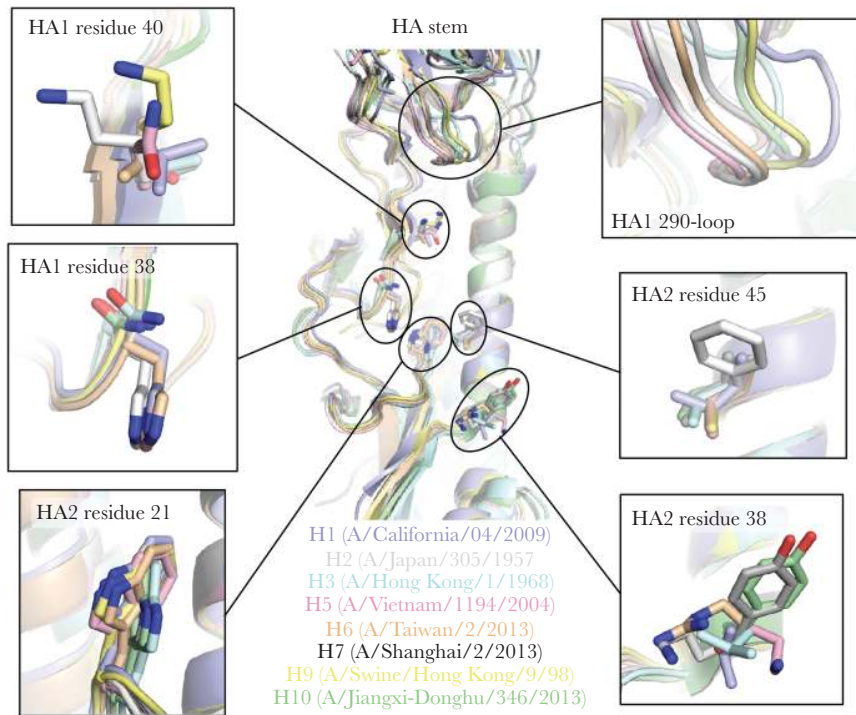 HA1 residue 40
HA stem
HA1 290-loop
HA1 residue 38
HA2 residue 45
HA2 residue 21
HA2 residue 38
H1 (A/California/04/2009)
H2 (A/Japan/305/1957
H3 (A/Hong Kong/1/1968)
H5 (A/Vietnam/1194/2004)
H6 (A/Taiwan/2/2013)
H7 (A/Shanghai/2/2013)
H9 (A/Swine/Hong Kong/9/98)
H10 (A/Jiangxi-Donghu/346/2013)